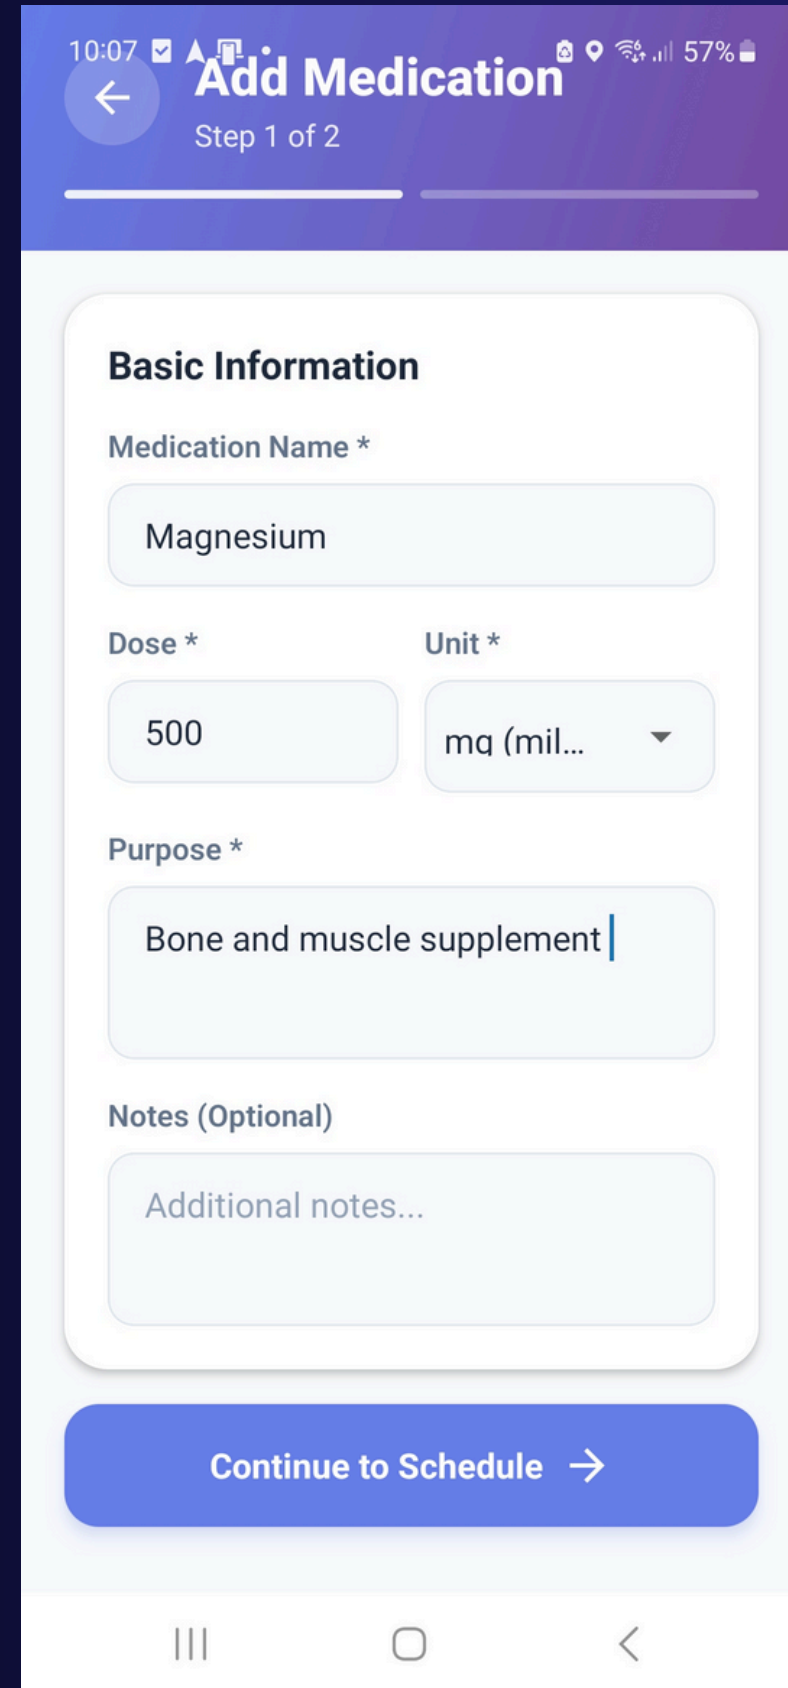 10:07 57%
Add Medication
Step 1 of 2
Basic Information
Medication Name *
Magnesium
Dose * Unit *
500 mg (mil...
Purpose *
Bone and muscle supplement
Notes (Optional)
Additional notes...
Continue to Schedule →